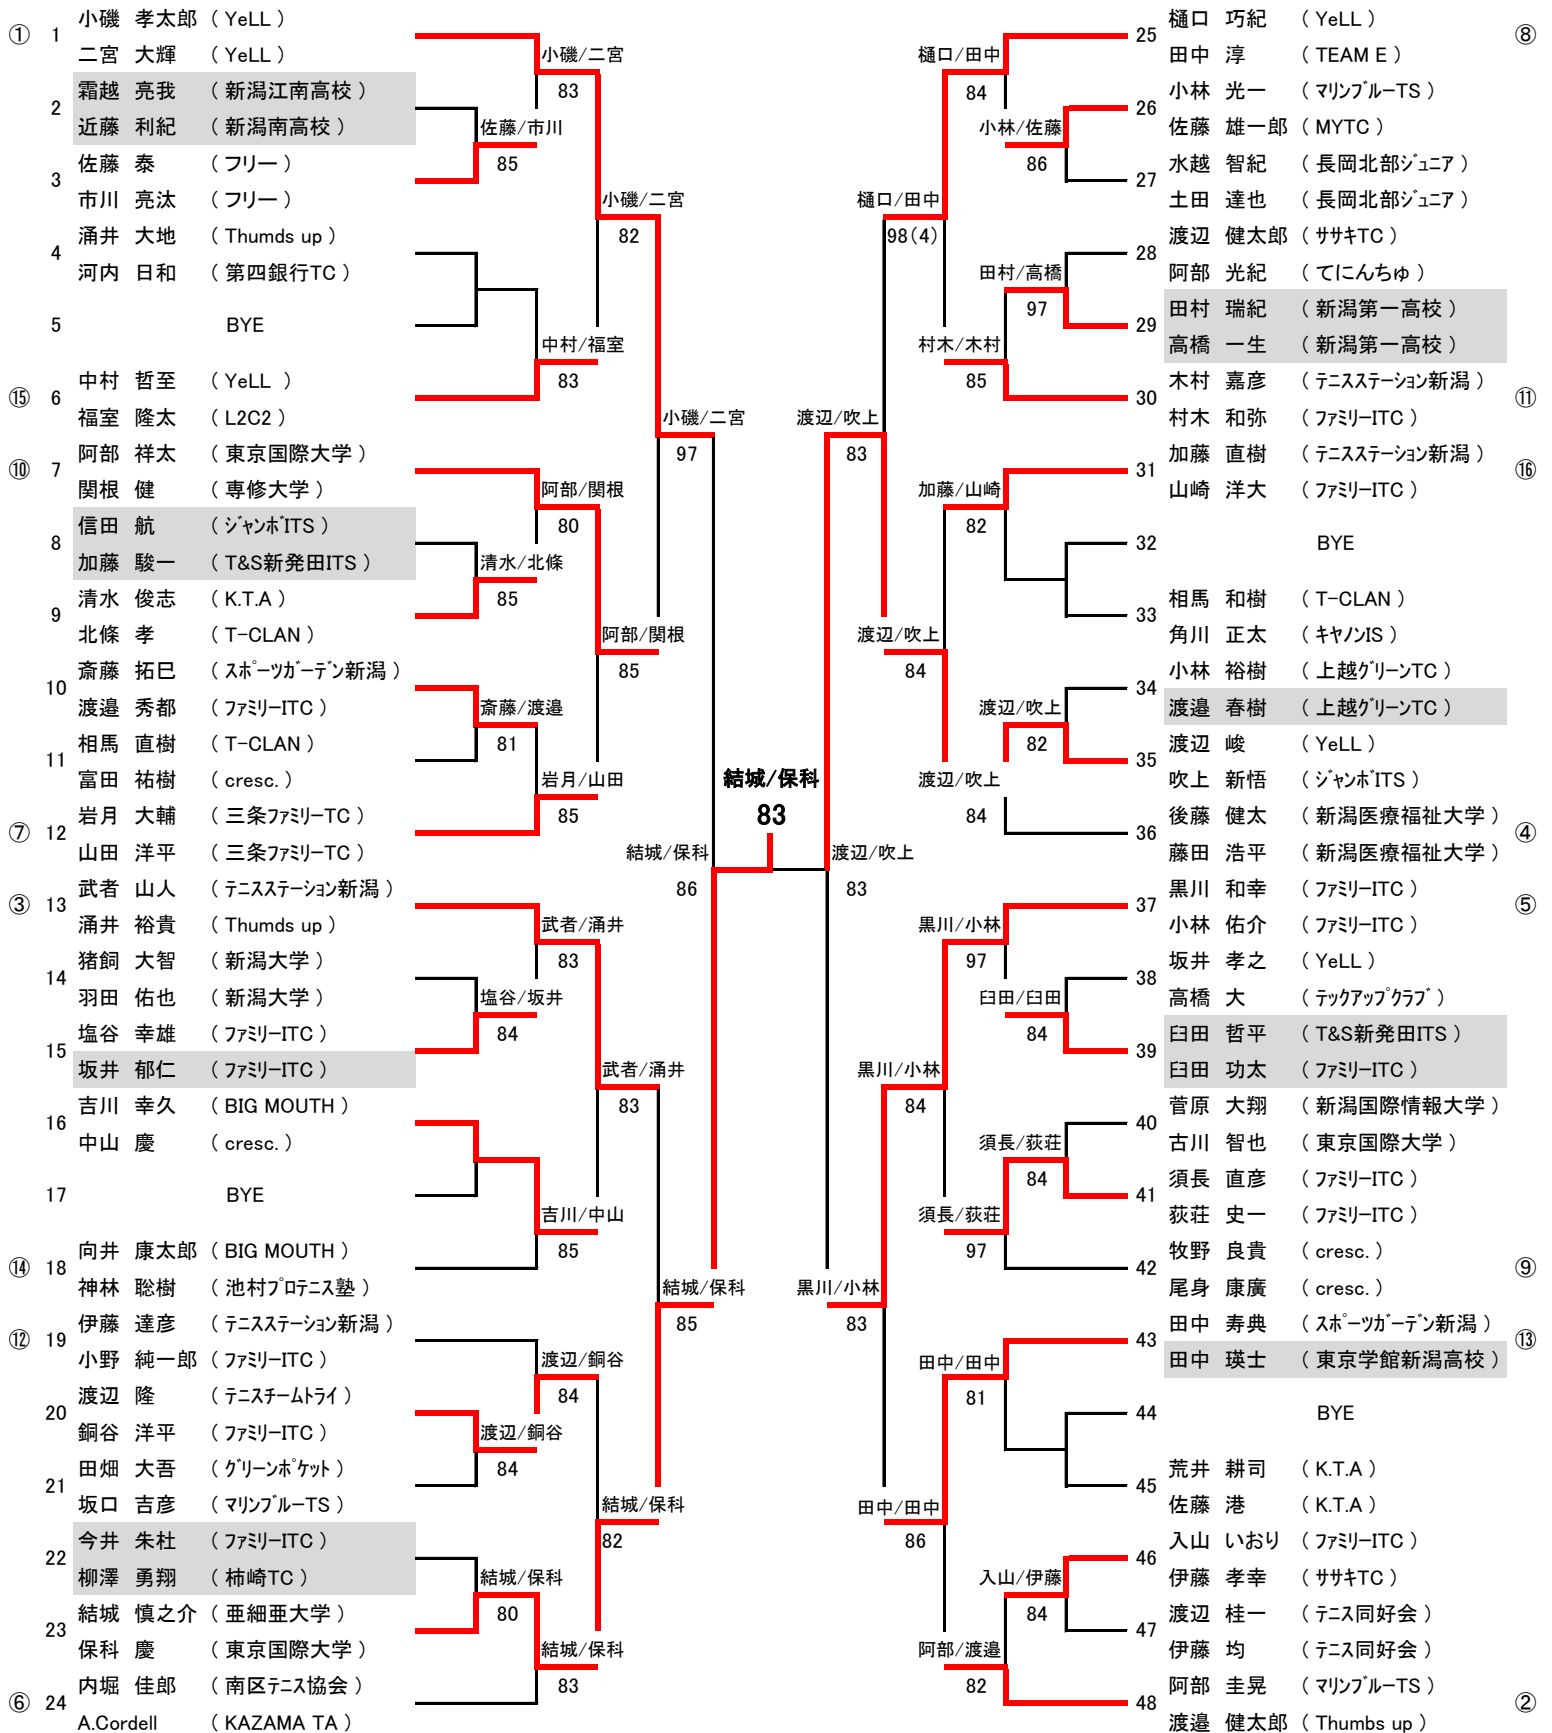 ① 1 小磯 孝太郎 ( YeLL )
二宮 大輝 ( YeLL )
2 霜越 亮我 ( 新潟江南高校 )
近藤 利紀 ( 新潟南高校 )
3 佐藤 泰 ( フリー )
市川 亮汰 ( フリー )
4 涌井 大地 ( Thumds up )
河内 日和 ( 第四銀行TC )
5 BYE
⑮ 6 中村 哲至 ( YeLL )
福室 隆太 ( L2C2 )
⑩ 7 阿部 祥太 ( 東京国際大学 )
関根 健 ( 専修大学 )
8 信田 航 ( ジャンボITS )
加藤 駿一 ( T&S新発田ITS )
9 清水 俊志 ( K.T.A )
北條 孝 ( T-CLAN )
10 斎藤 拓巳 ( スポーツガーデン新潟 )
渡邉 秀都 ( ファミリーITC )
11 相馬 直樹 ( T-CLAN )
富田 祐樹 ( cresc. )
⑦ 12 岩月 大輔 ( 三条ファミリーTC )
山田 洋平 ( 三条ファミリーTC )
③ 13 武者 山人 ( テニスステーション新潟 )
涌井 裕貴 ( Thumds up )
14 猪飼 大智 ( 新潟大学 )
羽田 佑也 ( 新潟大学 )
15 塩谷 幸雄 ( ファミリーITC )
坂井 郁仁 ( ファミリーITC )
16 吉川 幸久 ( BIG MOUTH )
中山 慶 ( cresc. )
17 BYE
⑭ 18 向井 康太郎 ( BIG MOUTH )
神林 聡樹 ( 池村プロテニス塾 )
⑫ 19 伊藤 達彦 ( テニスステーション新潟 )
小野 純一郎 ( ファミリーITC )
20 渡辺 隆 ( テニスチームトライ )
銅谷 洋平 ( ファミリーITC )
21 田畑 大吾 ( グリーンポケット )
坂口 吉彦 ( マリンブルーTS )
22 今井 朱杜 ( ファミリーITC )
柳澤 勇翔 ( 柿崎TC )
23 結城 慎之介 ( 亜細亜大学 )
保科 慶 ( 東京国際大学 )
⑥ 24 内堀 佳郎 ( 南区テニス協会 )
A.Cordell ( KAZAMA TA )
小磯/二宮
83
佐藤/市川
85
小磯/二宮
82
中村/福室
83
小磯/二宮
97
阿部/関根
80
清水/北條
85
阿部/関根
85
斎藤/渡邉
81
岩月/山田
85
結城/保科
86
武者/涌井
83
塩谷/坂井
84
武者/涌井
83
吉川/中山
85
結城/保科
85
渡辺/銅谷
84
渡辺/銅谷
84
結城/保科
82
結城/保科
80
結城/保科
83
結城/保科
83
樋口/田中
84
小林/佐藤
86
樋口/田中
98(4)
田村/高橋
97
村木/木村
85
渡辺/吹上
83
加藤/山崎
82
渡辺/吹上
84
渡辺/吹上
82
渡辺/吹上
84
渡辺/吹上
83
黒川/小林
97
臼田/臼田
84
黒川/小林
84
須長/荻荘
84
須長/荻荘
97
黒川/小林
83
田中/田中
81
田中/田中
86
入山/伊藤
84
阿部/渡邉
82
25 樋口 巧紀 ( YeLL ) ⑧
田中 淳 ( TEAM E )
26 小林 光一 ( マリンブルーTS )
佐藤 雄一郎 ( MYTC )
27 水越 智紀 ( 長岡北部ジュニア )
土田 達也 ( 長岡北部ジュニア )
28 渡辺 健太郎 ( ササキTC )
阿部 光紀 ( てにんちゅ )
29 田村 瑞紀 ( 新潟第一高校 )
高橋 一生 ( 新潟第一高校 )
30 木村 嘉彦 ( テニスステーション新潟 ) ⑪
村木 和弥 ( ファミリーITC )
31 加藤 直樹 ( テニスステーション新潟 ) ⑯
山崎 洋大 ( ファミリーITC )
32 BYE
33 相馬 和樹 ( T-CLAN )
角川 正太 ( キヤノンIS )
34 小林 裕樹 ( 上越グリーンTC )
渡邉 春樹 ( 上越グリーンTC )
35 渡辺 峻 ( YeLL )
吹上 新悟 ( ジャンボITS )
36 後藤 健太 ( 新潟医療福祉大学 ) ④
藤田 浩平 ( 新潟医療福祉大学 )
37 黒川 和幸 ( ファミリーITC ) ⑤
小林 佑介 ( ファミリーITC )
38 坂井 孝之 ( YeLL )
高橋 大 ( テックアップクラブ )
39 臼田 哲平 ( T&S新発田ITS )
臼田 功太 ( ファミリーITC )
40 菅原 大翔 ( 新潟国際情報大学 )
古川 智也 ( 東京国際大学 )
41 須長 直彦 ( ファミリーITC )
荻荘 史一 ( ファミリーITC )
42 牧野 良貴 ( cresc. ) ⑨
尾身 康廣 ( cresc. )
43 田中 寿典 ( スポーツガーデン新潟 ) ⑬
田中 瑛士 ( 東京学館新潟高校 )
44 BYE
45 荒井 耕司 ( K.T.A )
佐藤 港 ( K.T.A )
46 入山 いおり ( ファミリーITC )
伊藤 孝幸 ( ササキTC )
47 渡辺 桂一 ( テニス同好会 )
伊藤 均 ( テニス同好会 )
48 阿部 圭晃 ( マリンブルーTS ) ②
渡邉 健太郎 ( Thumbs up )